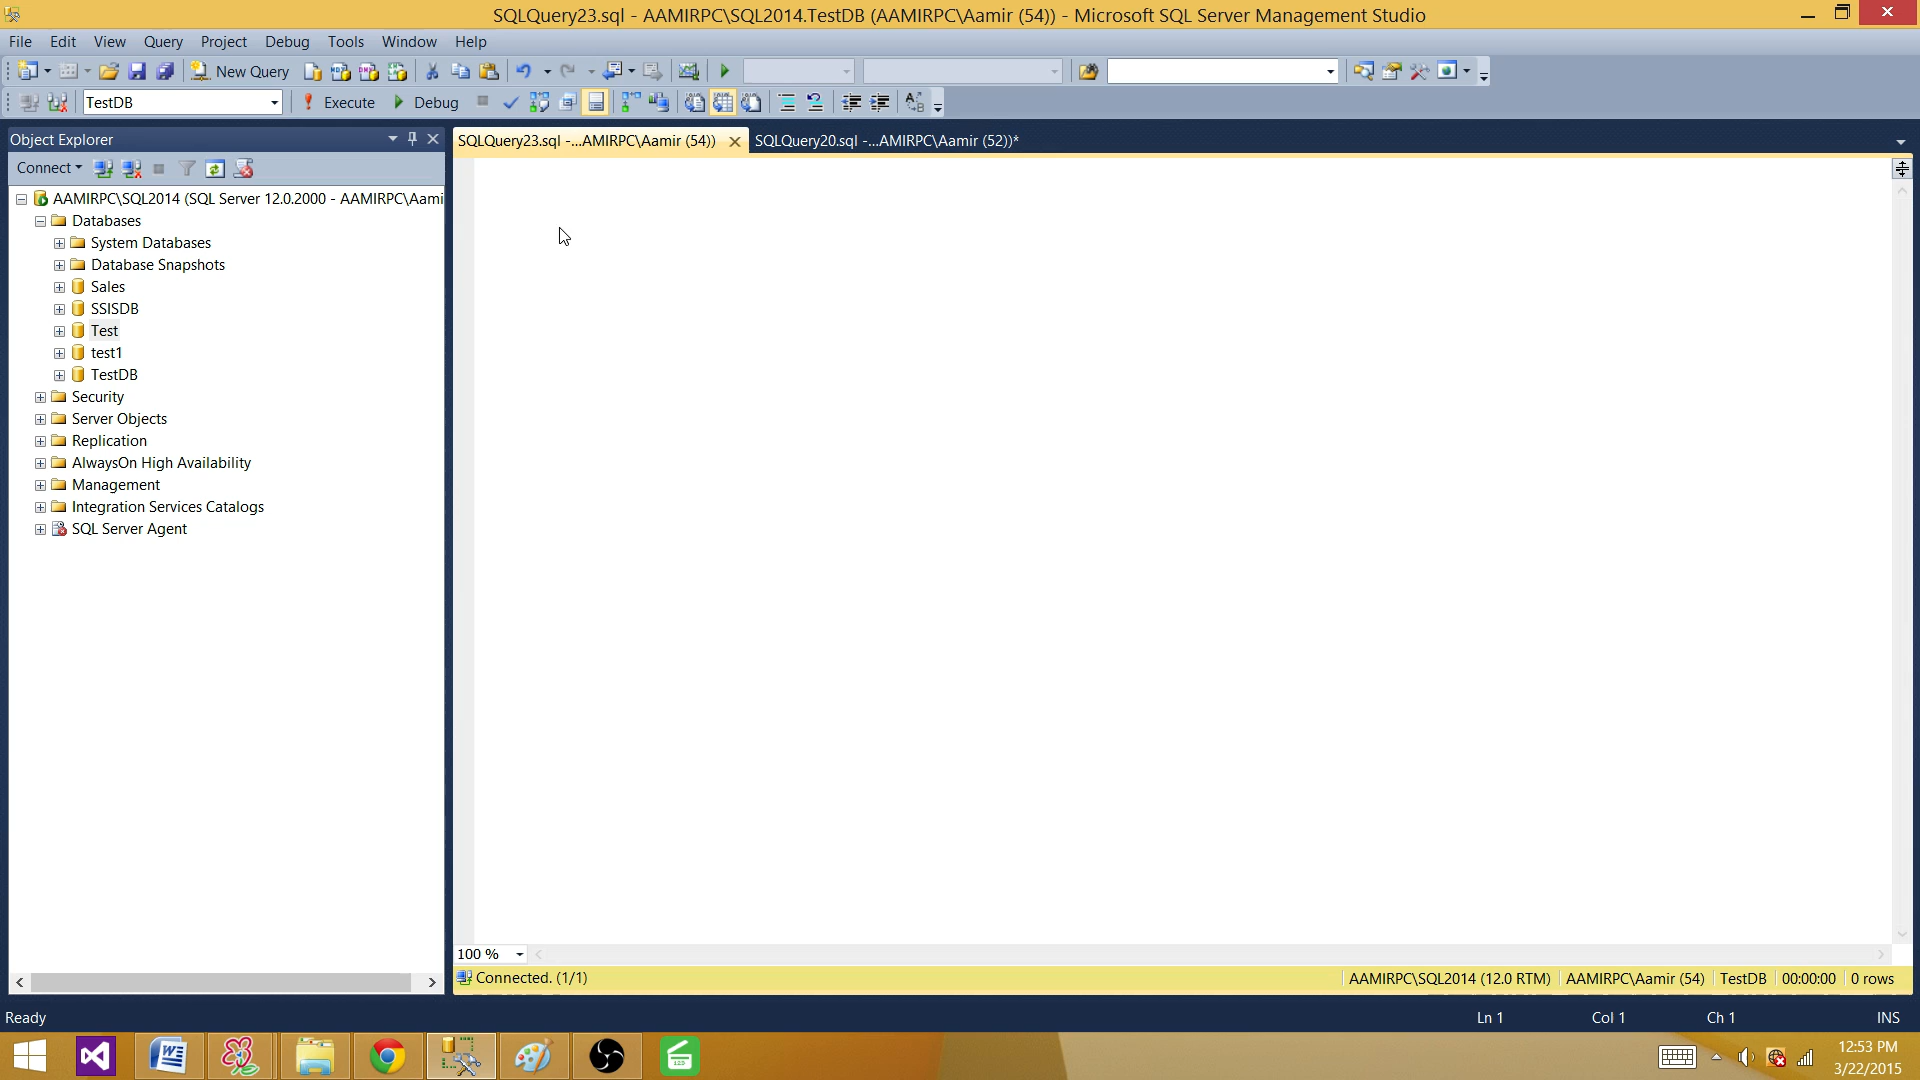 SQLQuery23.sql - AAMIRPC\SQL2014.TestDB (AAMIRPC\Aamir (54)) - Microsoft SQL Server Management Studio
File Edit View Query Project Debug Tools Window Help
New Query
TestDB Execute Debug
Object Explorer
SQLQuery23.sql -...AMIRPC\Aamir (54)) SQLQuery20.sql -...AMIRPC\Aamir (52))*
Connect
AAMIRPC\SQL2014 (SQL Server 12.0.2000 - AAMIRPC\Aami
Databases
System Databases
Database Snapshots
Sales
SSISDB
Test
test1
TestDB
Security
Server Objects
Replication
AlwaysOn High Availability
Management
Integration Services Catalogs
SQL Server Agent
100 %
Connected. (1/1) AAMIRPC\SQL2014 (12.0 RTM) AAMIRPC\Aamir (54) TestDB 00:00:00 0 rows
Ready Ln 1 Col 1 Ch 1 INS
12:53 PM
3/22/2015